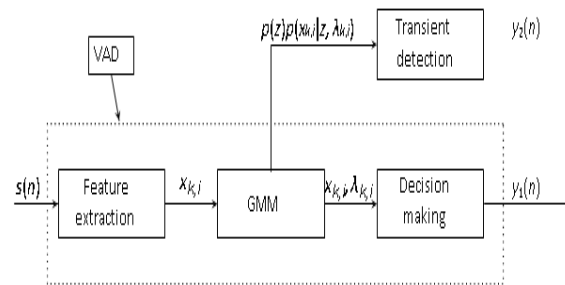 p(z)p(x_{k,i}|z, λ_{k,i})
Transient
detection
y₂(n)
VAD
s(n)
Feature
extraction
x_{k,i}
GMM
x_{k,i}, λ_{k,i}
Decision
making
y₁(n)